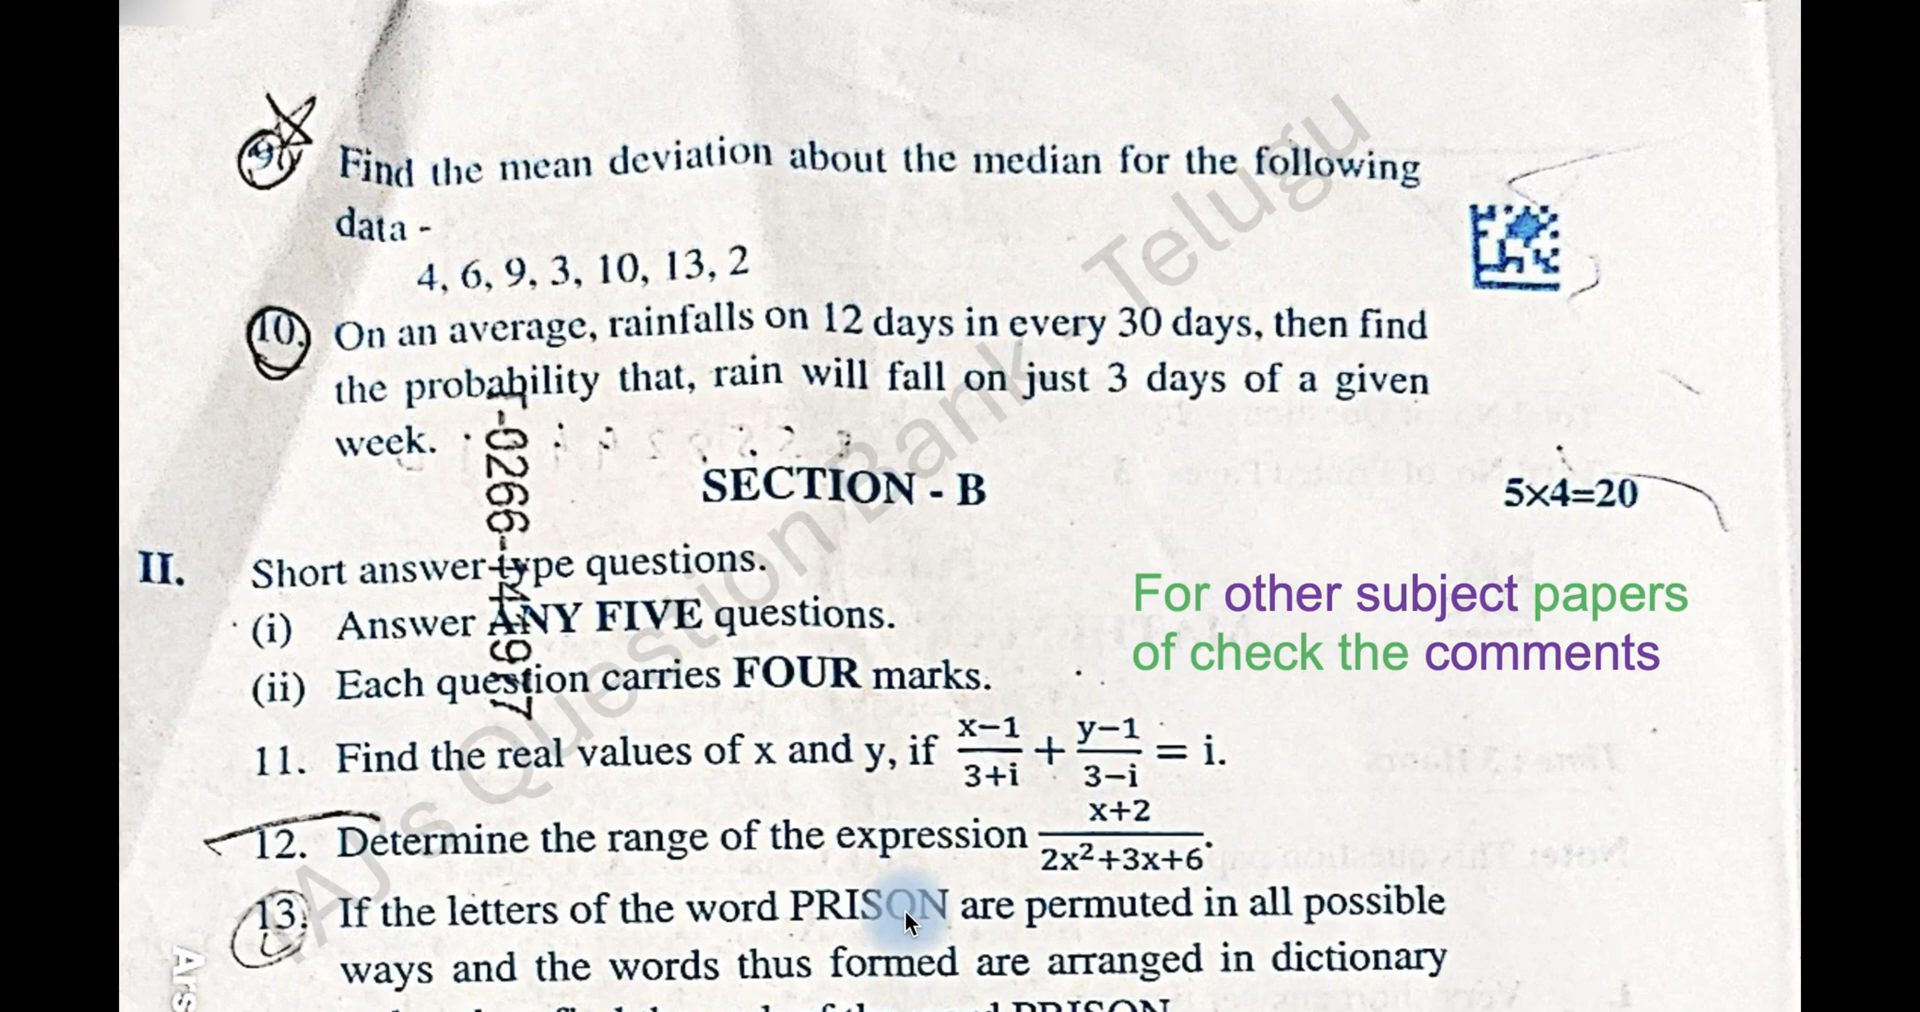 9. Find the mean deviation about the median for the following
data -
4, 6, 9, 3, 10, 13, 2
10. On an average, rainfalls on 12 days in every 30 days, then find
the probability that, rain will fall on just 3 days of a given
week.
SECTION - B
5×4=20
II. Short answer type questions.
(i) Answer ANY FIVE questions.
(ii) Each question carries FOUR marks.
For other subject papers
of check the comments
11. Find the real values of x and y, if (x−1)/(3+i) + (y−1)/(3−i) = i.
12. Determine the range of the expression (x+2)/(2x²+3x+6).
13. If the letters of the word PRISON are permuted in all possible
ways and the words thus formed are arranged in dictionary
PRISON
Question Bank - Telugu
Ars